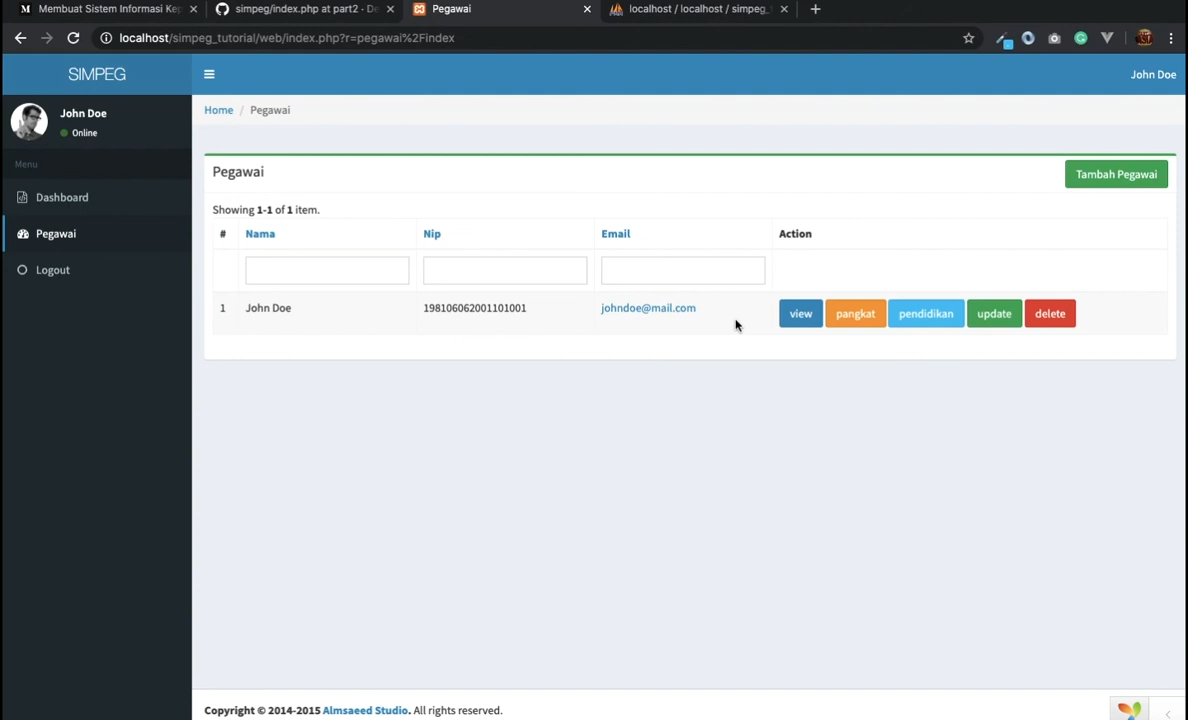 M Membuat Sistem Informasi Kep
simpeg/index.php at part2 · De
Pegawai
localhost / localhost / simpeg_
localhost/simpeg_tutorial/web/index.php?r=pegawai%2Findex
SIMPEG
John Doe
John Doe
Online
Home / Pegawai
Menu
Dashboard
Pegawai
Logout
Pegawai
Tambah Pegawai
Showing 1-1 of 1 item.
# Nama Nip Email Action
1 John Doe 198106062001101001 johndoe@mail.com view pangkat pendidikan update delete
Copyright © 2014-2015 Almsaeed Studio. All rights reserved.